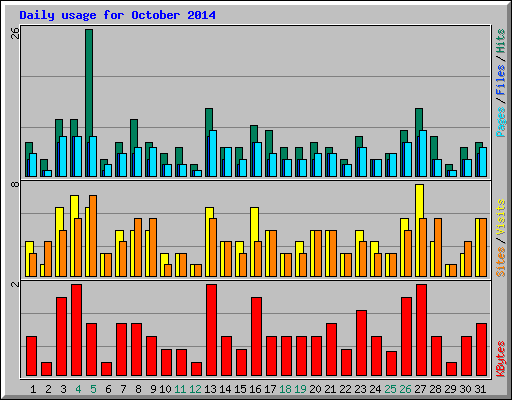 Daily usage for October 2014
26
Pages / Files / Hits
8
Sites / Visits
2
KBytes
1 2 3 4 5 6 7 8 9 10 11 12 13 14 15 16 17 18 19 20 21 22 23 24 25 26 27 28 29 30 31